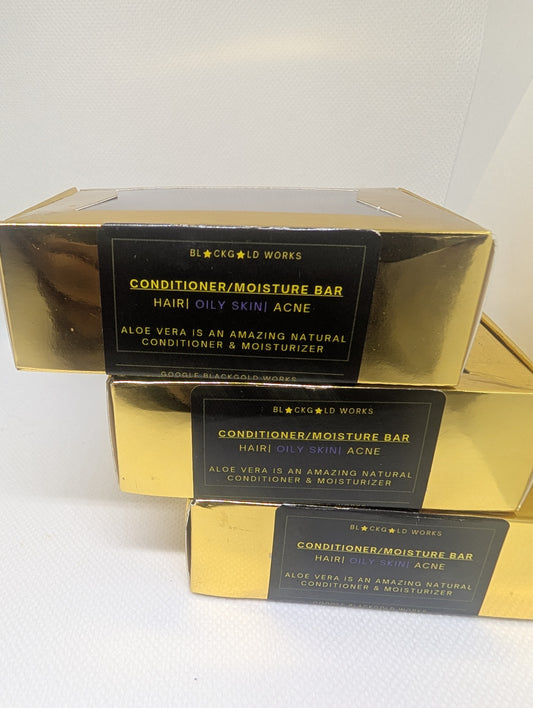 BL★CKG★LD WORKS
CONDITIONER/MOISTURE BAR
HAIR| OILY SKIN| ACNE
ALOE VERA IS AN AMAZING NATURAL
CONDITIONER & MOISTURIZER
GOOGLE:BLACKGOLD WORKS
BL★CKG★LD WORKS
CONDITIONER/MOISTURE BAR
HAIR| OILY SKIN| ACNE
ALOE VERA IS AN AMAZING NATURAL
CONDITIONER & MOISTURIZER
BL★CKG★LD WORKS
CONDITIONER/MOISTURE BAR
HAIR| OILY SKIN| ACNE
ALOE VERA IS AN AMAZING NATURAL
CONDITIONER & MOISTURIZER